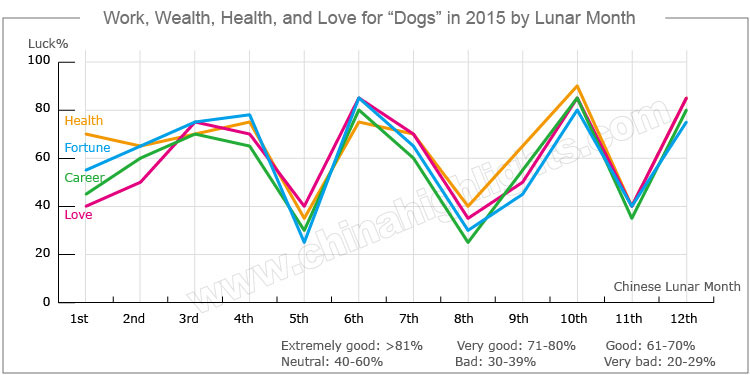 Work, Wealth, Health, and Love for “Dogs” in 2015 by Lunar Month
Luck%
100
80
60
40
20
0
Health
Fortune
Career
Love
www.chinahighlights.com
Chinese Lunar Month
1st 2nd 3rd 4th 5th 6th 7th 8th 9th 10th 11th 12th
Extremely good: >81% Very good: 71-80% Good: 61-70%
Neutral: 40-60% Bad: 30-39% Very bad: 20-29%